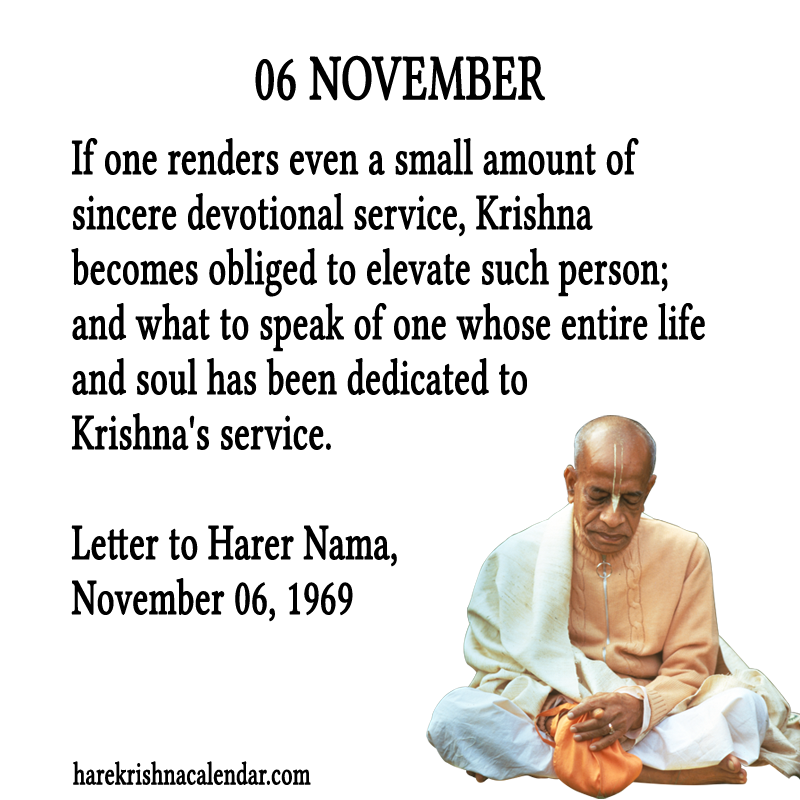 06 NOVEMBER
If one renders even a small amount of
sincere devotional service, Krishna
becomes obliged to elevate such person;
and what to speak of one whose entire life
and soul has been dedicated to
Krishna's service.
Letter to Harer Nama,
November 06, 1969
harekrishnacalendar.com